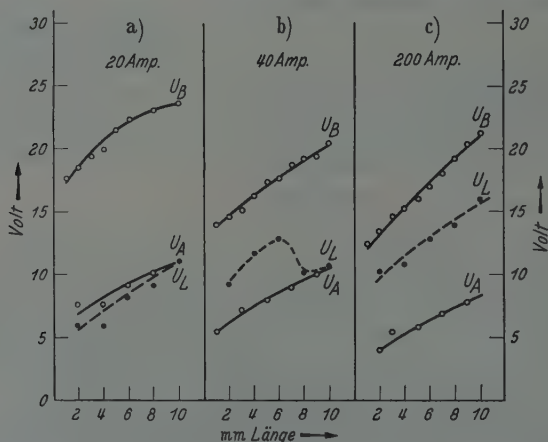 a) b) c)
20 Amp. 40 Amp. 200 Amp.
30 30
25 25
20 20
15 15
10 10
5 5
0 0
Volt Volt
U_B U_B U_B
U_A U_L U_L
U_L U_A U_A
2 4 6 8 10 2 4 6 8 10 2 4 6 8 10
mm Länge